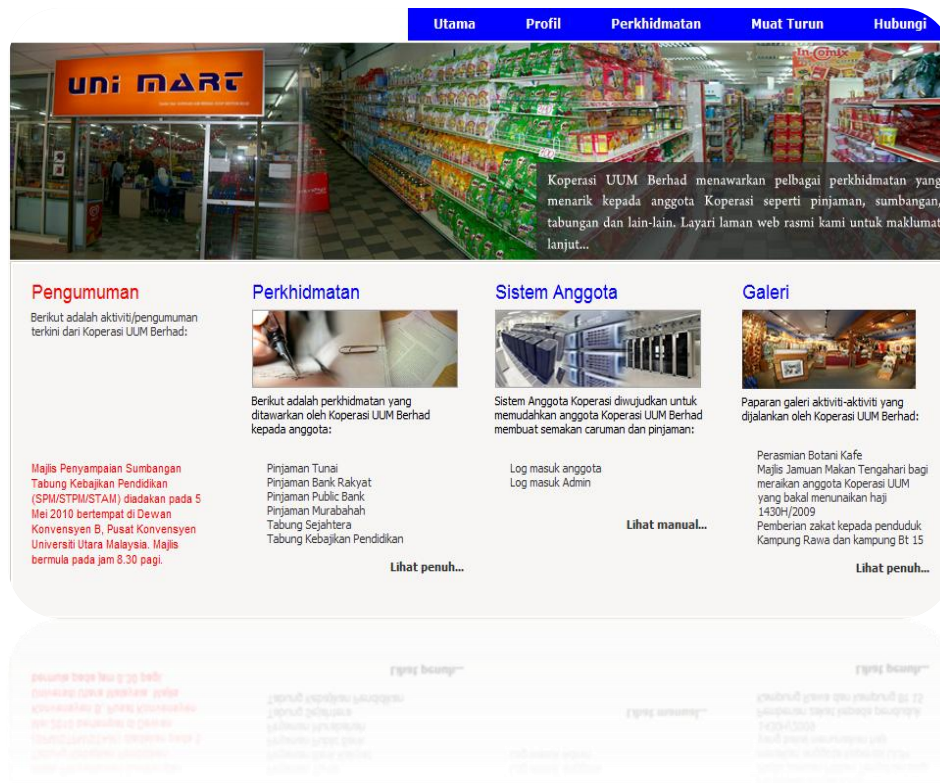 Utama Profil Perkhidmatan Muat Turun Hubungi
uni mart
In-Comix
Koperasi UUM Berhad menawarkan pelbagai perkhidmatan yang
menarik kepada anggota Koperasi seperti pinjaman, sumbangan,
tabungan dan lain-lain. Layari laman web rasmi kami untuk maklumat
lanjut...
Pengumuman
Berikut adalah aktiviti/pengumuman
terkini dari Koperasi UUM Berhad:
Majlis Penyampaian Sumbangan
Tabung Kebajikan Pendidikan
(SPM/STPM/STAM) diadakan pada 5
Mei 2010 bertempat di Dewan
Konvensyen B, Pusat Konvensyen
Universiti Utara Malaysia. Majlis
bermula pada jam 8.30 pagi.
Perkhidmatan
Berikut adalah perkhidmatan yang
ditawarkan oleh Koperasi UUM Berhad
kepada anggota:
Pinjaman Tunai
Pinjaman Bank Rakyat
Pinjaman Public Bank
Pinjaman Murabahah
Tabung Sejahtera
Tabung Kebajikan Pendidikan
Lihat penuh...
Sistem Anggota
Sistem Anggota Koperasi diwujudkan untuk
memudahkan anggota Koperasi UUM Berhad
membuat semakan caruman dan pinjaman:
Log masuk anggota
Log masuk Admin
Lihat manual...
Galeri
Paparan galeri aktiviti-aktiviti yang
dijalankan oleh Koperasi UUM Berhad:
Perasmian Botani Kafe
Majlis Jamuan Makan Tengahari bagi
meraikan anggota Koperasi UUM
yang bakal menunaikan haji
1430H/2009
Pemberian zakat kepada penduduk
Kampung Rawa dan kampung Bt 15
Lihat penuh...